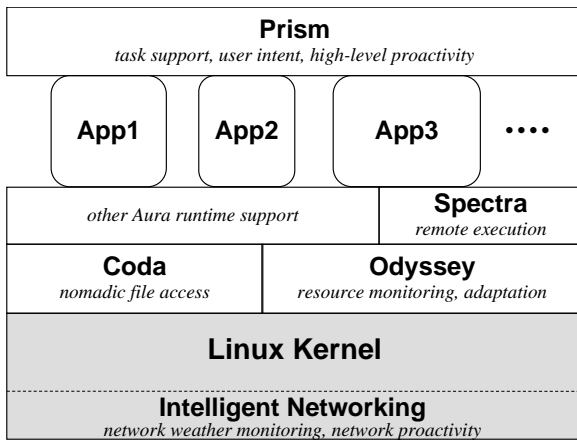 Prism
task support, user intent, high-level proactivity
App1 App2 App3 ••••
other Aura runtime support
Spectra
remote execution
Coda
nomadic file access
Odyssey
resource monitoring, adaptation
Linux Kernel
Intelligent Networking
network weather monitoring, network proactivity